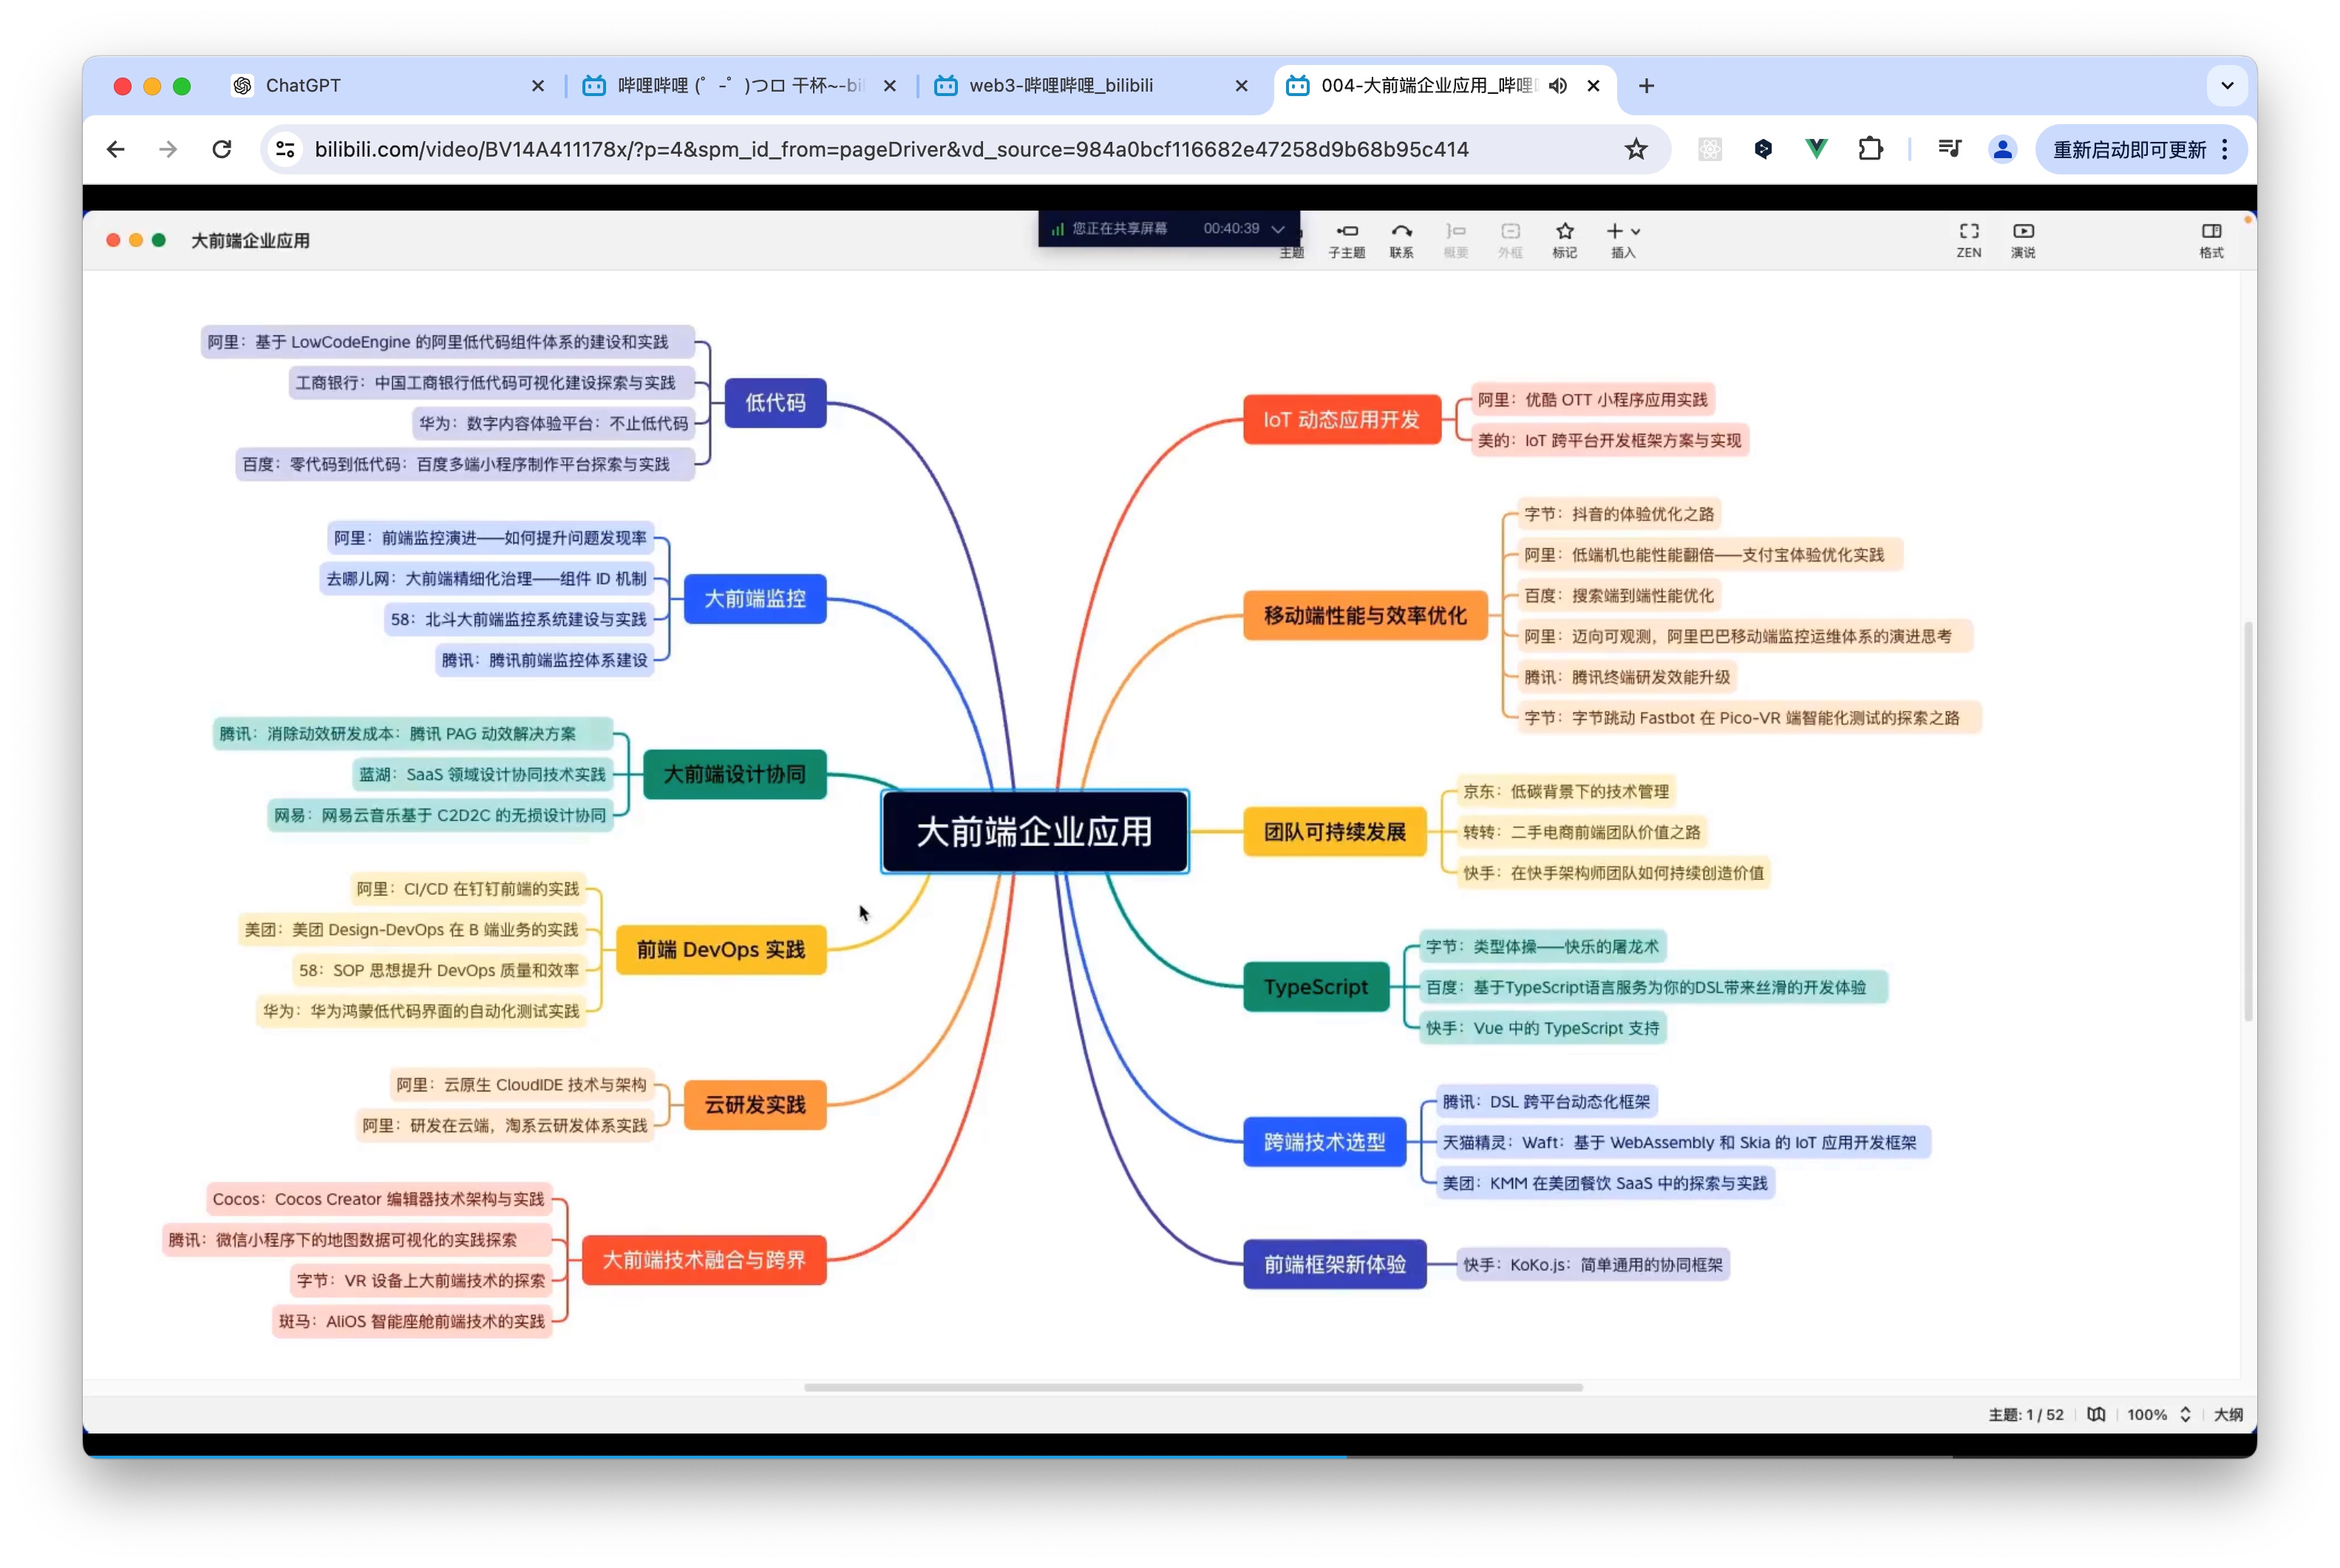 ChatGPT
哔哩哔哩 (゜-゜)つロ 干杯~-bili
web3-哔哩哔哩_bilibili
004-大前端企业应用_哔哩
bilibili.com/video/BV14A411178x/?p=4&spm_id_from=pageDriver&vd_source=984a0bcf116682e47258d9b68b95c414
重新启动即可更新
大前端企业应用
您正在共享屏幕 00:40:39
主题
子主题
联系
概要
外框
标记
插入
ZEN
演说
格式
低代码
阿里：基于 LowCodeEngine 的阿里低代码组件体系的建设和实践
工商银行：中国工商银行低代码可视化建设探索与实践
华为：数字内容体验平台：不止低代码
百度：零代码到低代码：百度多端小程序制作平台探索与实践
大前端监控
阿里：前端监控演进——如何提升问题发现率
去哪儿网：大前端精细化治理——组件 ID 机制
58：北斗大前端监控系统建设与实践
腾讯：腾讯前端监控体系建设
大前端设计协同
腾讯：消除动效研发成本：腾讯 PAG 动效解决方案
蓝湖：SaaS 领域设计协同技术实践
网易：网易云音乐基于 C2D2C 的无损设计协同
前端 DevOps 实践
阿里：CI/CD 在钉钉前端的实践
美团：美团 Design-DevOps 在 B 端业务的实践
58：SOP 思想提升 DevOps 质量和效率
华为：华为鸿蒙低代码界面的自动化测试实践
云研发实践
阿里：云原生 CloudIDE 技术与架构
阿里：研发在云端，淘系云研发体系实践
大前端技术融合与跨界
Cocos：Cocos Creator 编辑器技术架构与实践
腾讯：微信小程序下的地图数据可视化的实践探索
字节：VR 设备上大前端技术的探索
斑马：AliOS 智能座舱前端技术的实践
大前端企业应用
IoT 动态应用开发
阿里：优酷 OTT 小程序应用实践
美的：IoT 跨平台开发框架方案与实现
移动端性能与效率优化
字节：抖音的体验优化之路
阿里：低端机也能性能翻倍——支付宝体验优化实践
百度：搜索端到端性能优化
阿里：迈向可观测，阿里巴巴移动端监控运维体系的演进思考
腾讯：腾讯终端研发效能升级
字节：字节跳动 Fastbot 在 Pico-VR 端智能化测试的探索之路
团队可持续发展
京东：低碳背景下的技术管理
转转：二手电商前端团队价值之路
快手：在快手架构师团队如何持续创造价值
TypeScript
字节：类型体操——快乐的屠龙术
百度：基于TypeScript语言服务为你的DSL带来丝滑的开发体验
快手：Vue 中的 TypeScript 支持
跨端技术选型
腾讯：DSL 跨平台动态化框架
天猫精灵：Waft：基于 WebAssembly 和 Skia 的 IoT 应用开发框架
美团：KMM 在美团餐饮 SaaS 中的探索与实践
前端框架新体验
快手：KoKo.js：简单通用的协同框架
主题: 1 / 52
100%
大纲